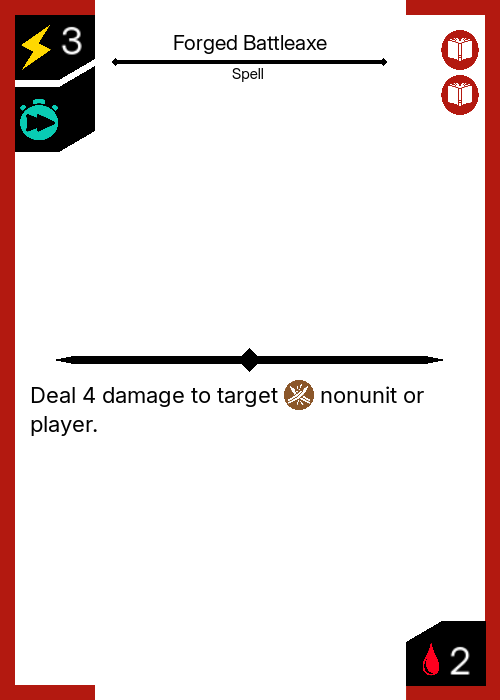 3
Forged Battleaxe
Spell
Deal 4 damage to target nonunit or
player.
2